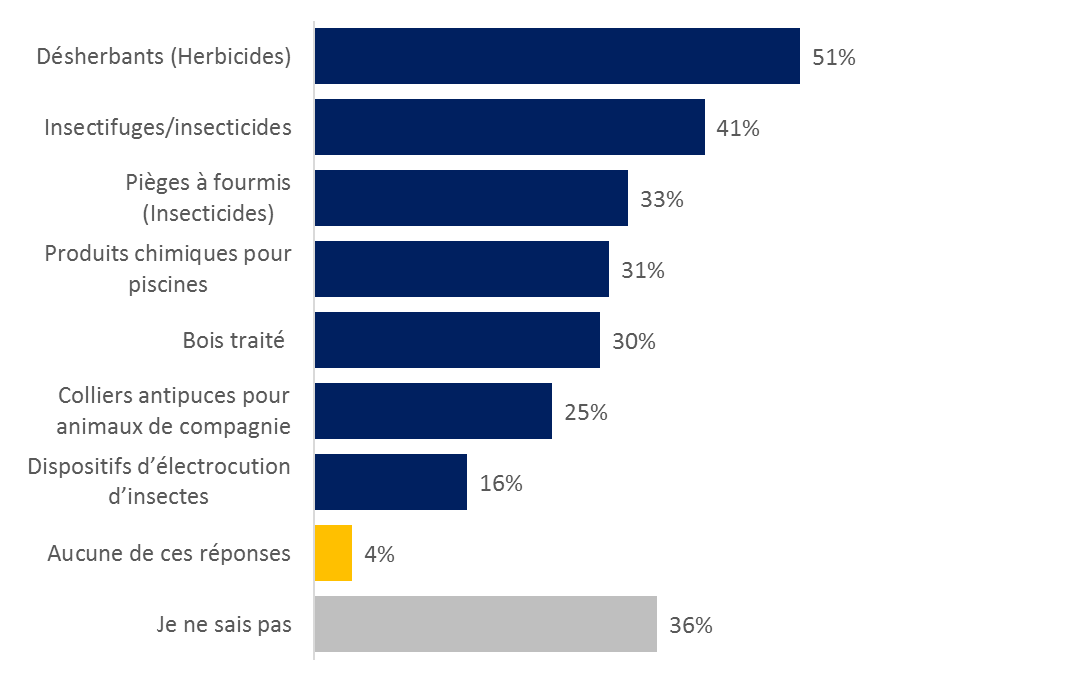 Désherbants (Herbicides)
51%
Insectifuges/insecticides
41%
Pièges à fourmis
(Insecticides)
33%
Produits chimiques pour
piscines
31%
Bois traité
30%
Colliers antipuces pour
animaux de compagnie
25%
Dispositifs d’électrocution
d’insectes
16%
Aucune de ces réponses
4%
Je ne sais pas
36%